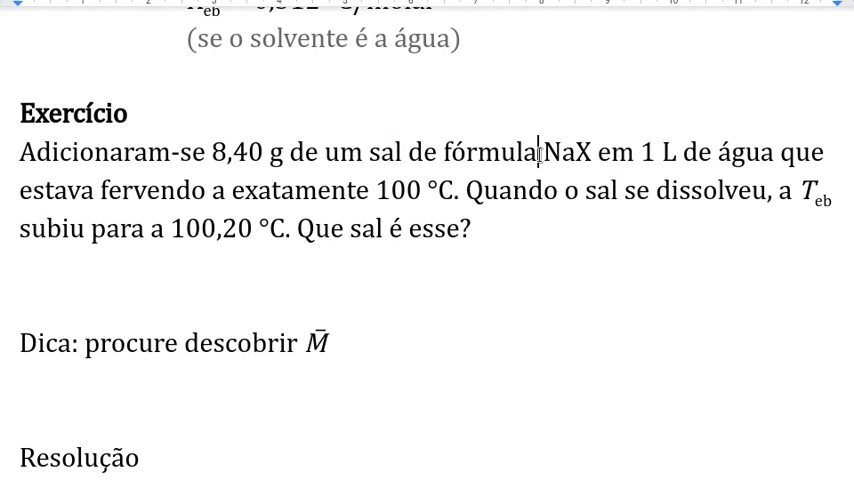 eb
(se o solvente é a água)
Exercício
Adicionaram-se 8,40 g de um sal de fórmula NaX em 1 L de água que
estava fervendo a exatamente 100 °C. Quando o sal se dissolveu, a Teb
subiu para a 100,20 °C. Que sal é esse?
Dica: procure descobrir M̄
Resolução